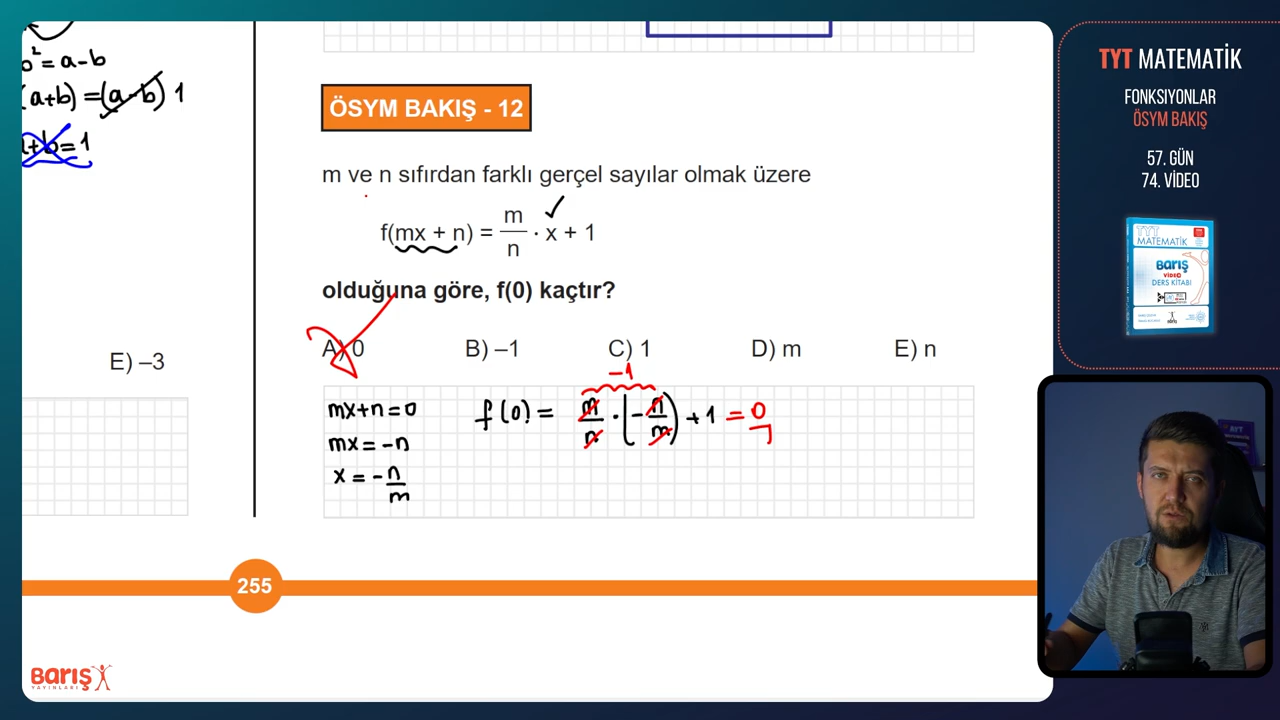 b² = a-b
(a+b) = (a-b) 1
a+b = 1
E) –3
ÖSYM BAKIŞ - 12
m ve n sıfırdan farklı gerçel sayılar olmak üzere
f(mx + n) = m/n · x + 1
olduğuna göre, f(0) kaçtır?
A) 0 B) –1 C) 1 D) m E) n
mx+n=0
mx = -n
x = -n/m
-1
f(0) = m/n · (-n/m) +1 = 0
255
BARIŞ
YAYINLARI
TYT MATEMATİK
FONKSIYONLAR
ÖSYM BAKIŞ
57. GÜN
74. VİDEO
TYT
MATEMATİK
BARIŞ
VİDEO
DERS KİTABI